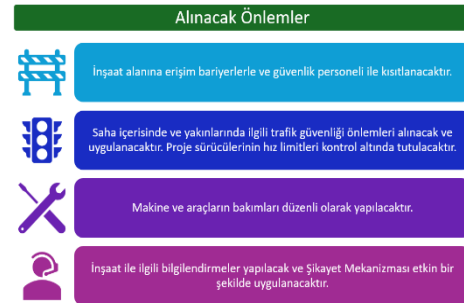 Alınacak Önlemler
İnşaat alanına erişim bariyerlerle ve güvenlik personeli ile kısıtlanacaktır.
Saha içerisinde ve yakınlarında ilgili trafik güvenliği önlemleri alınacak ve
uygulanacaktır. Proje sürücülerinin hız limitleri kontrol altında tutulacaktır.
Makine ve araçların bakımları düzenli olarak yapılacaktır.
İnşaat ile ilgili bilgilendirmeler yapılacak ve Şikayet Mekanizması etkin bir
şekilde uygulanacaktır.